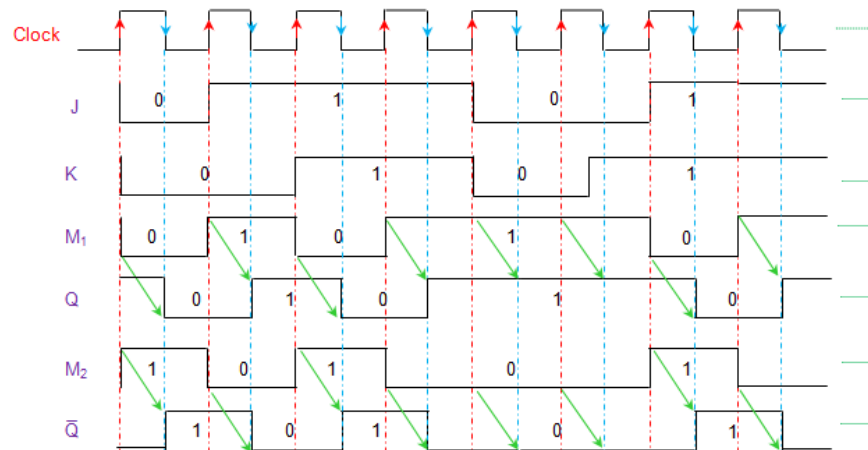 Clock
J 0 1 0 1
K 0 1 0 1
M₁ 0 1 0 1 0
Q 0 1 0 1 0
M₂ 1 0 1 0 1
Q̅ 1 0 1 0 1